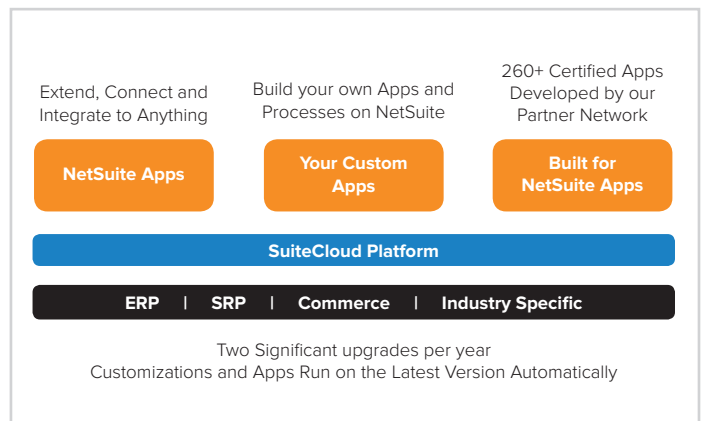 Extend, Connect and
Integrate to Anything
Build your own Apps and
Processes on NetSuite
260+ Certified Apps
Developed by our
Partner Network
NetSuite Apps
Your Custom
Apps
Built for
NetSuite Apps
SuiteCloud Platform
ERP | SRP | Commerce | Industry Specific
Two Significant upgrades per year
Customizations and Apps Run on the Latest Version Automatically